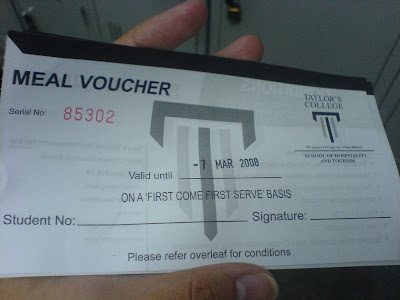 MEAL VOUCHER
Serial No: 85302
TAYLOR'S
COLLEGE
SCHOOL OF HOSPITALITY
AND TOURISM
Valid until -7 MAR 2008
ON A 'FIRST COME FIRST SERVE' BASIS
Student No: Signature:
Please refer overleaf for conditions